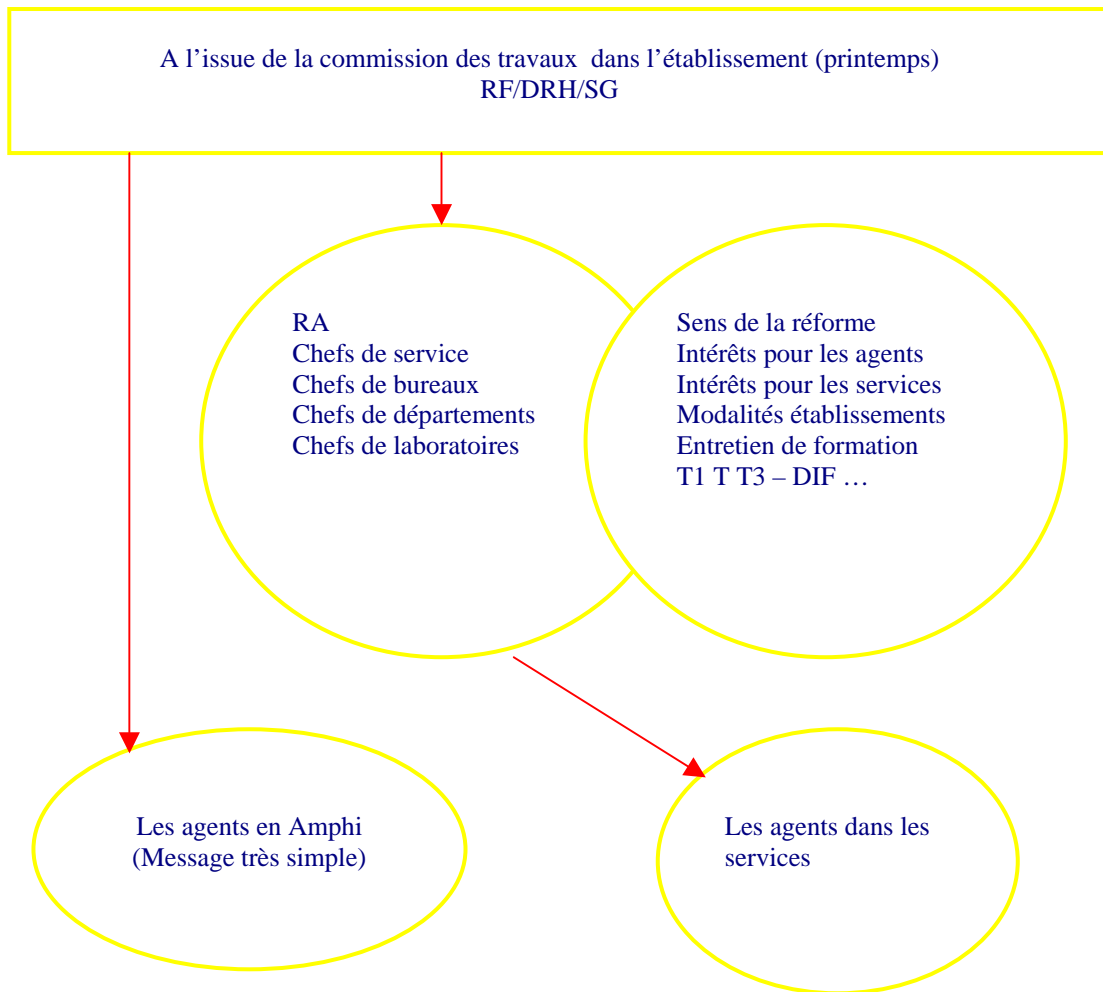 A l’issue de la commission des travaux dans l’établissement (printemps)
RF/DRH/SG
RA
Chefs de service
Chefs de bureaux
Chefs de départements
Chefs de laboratoires
Sens de la réforme
Intérêts pour les agents
Intérêts pour les services
Modalités établissements
Entretien de formation
T1 T T3 – DIF …
Les agents en Amphi
(Message très simple)
Les agents dans les
services